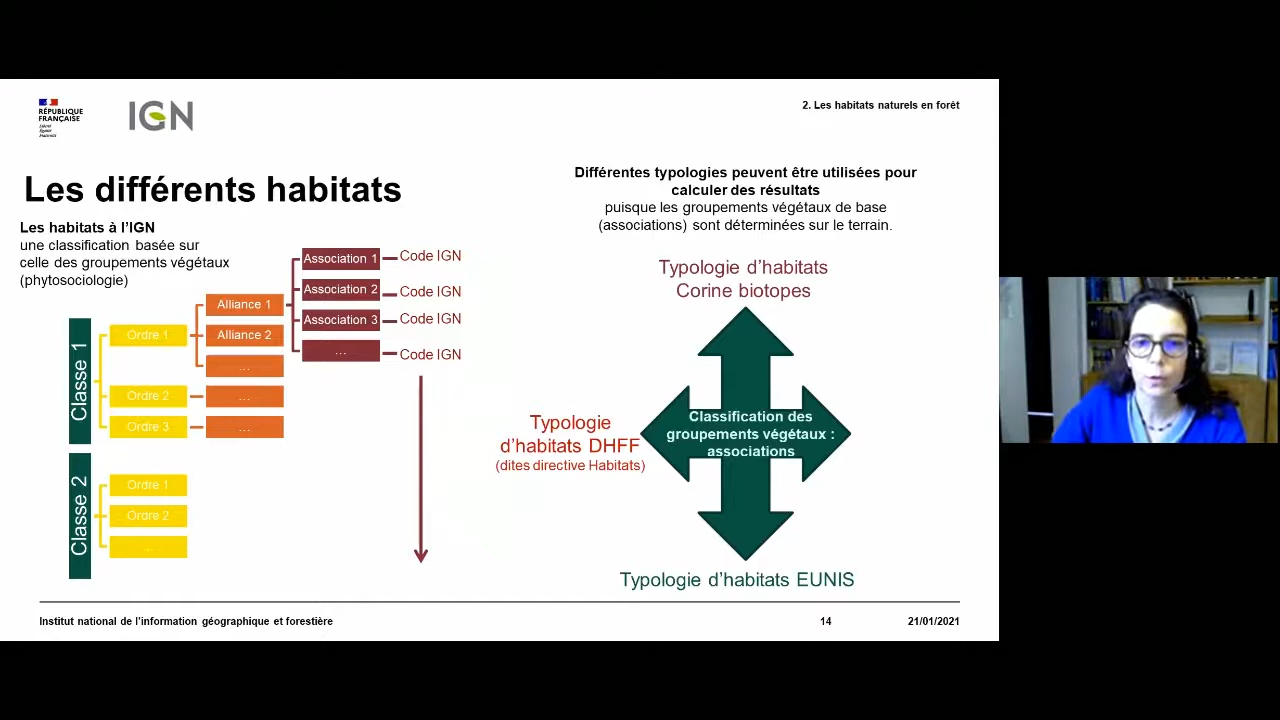 RÉPUBLIQUE
FRANÇAISE
Liberté
Égalité
Fraternité
IGN
2. Les habitats naturels en forêt
Les différents habitats
Les habitats à l'IGN
une classification basée sur
celle des groupements végétaux
(phytosociologie)
Classe 1
Ordre 1
Ordre 2
Ordre 3
Alliance 1
Alliance 2
...
...
...
Association 1
Association 2
Association 3
...
Code IGN
Code IGN
Code IGN
Code IGN
Classe 2
Ordre 1
Ordre 2
...
Différentes typologies peuvent être utilisées pour
calculer des résultats
puisque les groupements végétaux de base
(associations) sont déterminées sur le terrain.
Typologie d'habitats
Corine biotopes
Typologie
d'habitats DHFF
(dites directive Habitats)
Classification des
groupements végétaux :
associations
Typologie d'habitats EUNIS
Institut national de l'information géographique et forestière
14
21/01/2021